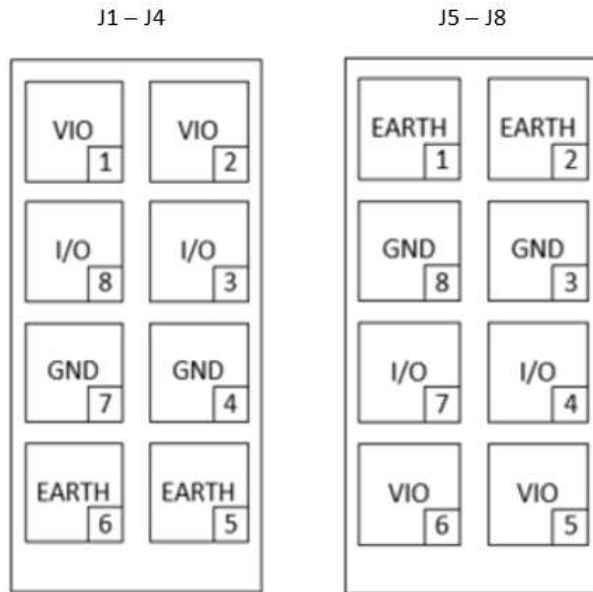 J1 – J4
VIO VIO
1 2
I/O I/O
8 3
GND GND
7 4
EARTH EARTH
6 5
J5 – J8
EARTH EARTH
1 2
GND GND
8 3
I/O I/O
7 4
VIO VIO
6 5